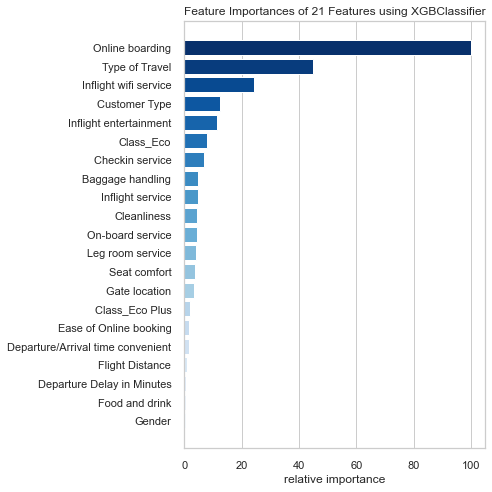 Feature Importances of 21 Features using XGBClassifier
Online boarding
Type of Travel
Inflight wifi service
Customer Type
Inflight entertainment
Class_Eco
Checkin service
Baggage handling
Inflight service
Cleanliness
On-board service
Leg room service
Seat comfort
Gate location
Class_Eco Plus
Ease of Online booking
Departure/Arrival time convenient
Flight Distance
Departure Delay in Minutes
Food and drink
Gender
0 20 40 60 80 100
relative importance